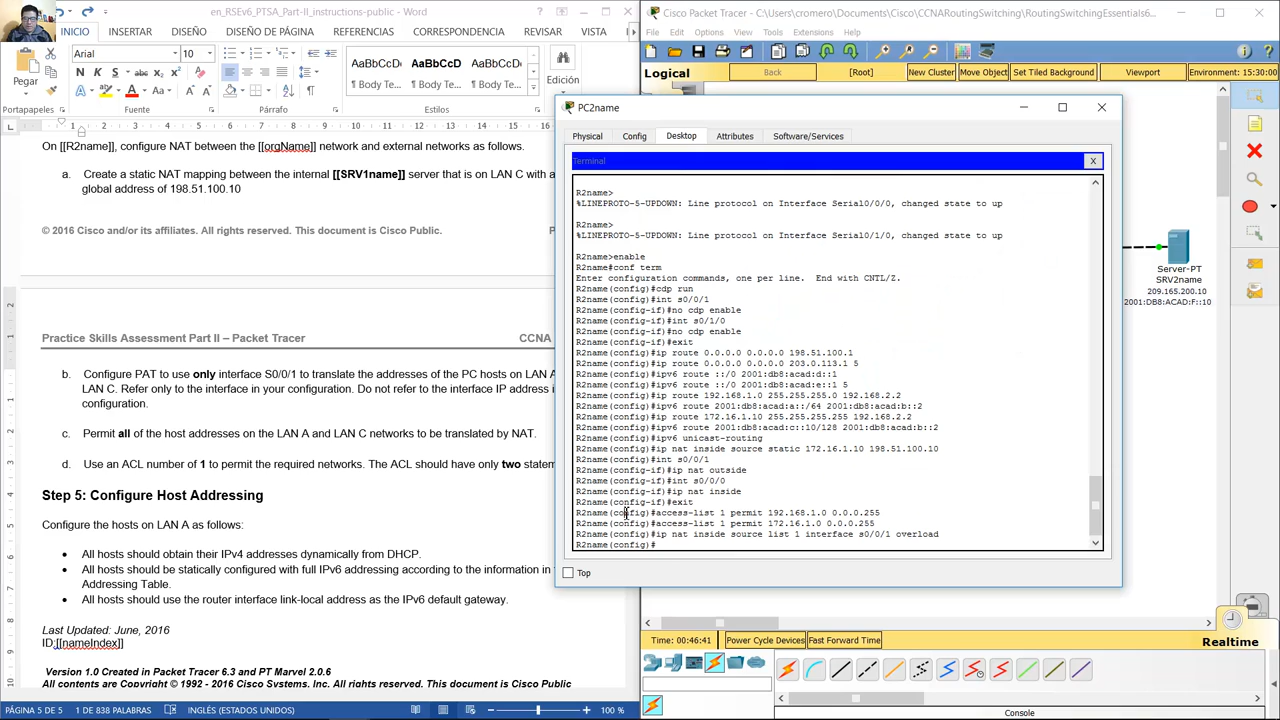 en_RSEv6_PTSA_Part-II_instructions-public - Word
INICIO
INSERTAR
DISEÑO
DISEÑO DE PÁGINA
REFERENCIAS
CORRESPONDENCIA
REVISAR
VISTA
Arial
10
Pegar
N K S
AaBbCcDc AaBbCcDc AaBbCcD
¶ Body Te... ¶ Body Te... ¶ Body Te...
Edición
Portapapeles
Fuente
Párrafo
Estilos
On [[R2name]], configure NAT between the [[orgName]] network and external networks as follows.
a. Create a static NAT mapping between the internal [[SRV1name]] server that is on LAN C with a
global address of 198.51.100.10
© 2016 Cisco and/or its affiliates. All rights reserved. This document is Cisco Public.
Practice Skills Assessment Part II – Packet Tracer
CCNA
b. Configure PAT to use only interface S0/0/1 to translate the addresses of the PC hosts on LAN A
LAN C. Refer only to the interface in your configuration. Do not refer to the interface IP address i
configuration.
c. Permit all of the host addresses on the LAN A and LAN C networks to be translated by NAT.
d. Use an ACL number of 1 to permit the required networks. The ACL should have only two statem
Step 5: Configure Host Addressing
Configure the hosts on LAN A as follows:
• All hosts should obtain their IPv4 addresses dynamically from DHCP.
• All hosts should be statically configured with full IPv6 addressing according to the information in
Addressing Table.
• All hosts should use the router interface link-local address as the IPv6 default gateway.
Last Updated: June, 2016
ID:[[nameIndex]]
Version 1.0 Created in Packet Tracer 6.3 and PT Marvel 2.0.6
All contents are Copyright © 1992 - 2016 Cisco Systems, Inc. All rights reserved. This document is Cisco Public
PÁGINA 5 DE 5
1 DE 838 PALABRAS
INGLÉS (ESTADOS UNIDOS)
100 %
Cisco Packet Tracer - C:\Users\cromero\Documents\Cisco\CCNARoutingSwitching\RoutingSwitchingEssentials6...
File Edit Options View Tools Extensions Help
Logical
Back
[Root]
New Cluster
Move Object
Set Tiled Background
Viewport
Environment: 15:30:00
PC2name
Physical
Config
Desktop
Attributes
Software/Services
Terminal
X
R2name>
%LINEPROTO-5-UPDOWN: Line protocol on Interface Serial0/0/0, changed state to up
R2name>
%LINEPROTO-5-UPDOWN: Line protocol on Interface Serial0/1/0, changed state to up
R2name>enable
R2name#conf term
Enter configuration commands, one per line. End with CNTL/Z.
R2name(config)#cdp run
R2name(config)#int s0/0/1
R2name(config-if)#no cdp enable
R2name(config-if)#int s0/1/0
R2name(config-if)#no cdp enable
R2name(config-if)#exit
R2name(config)#ip route 0.0.0.0 0.0.0.0 198.51.100.1
R2name(config)#ip route 0.0.0.0 0.0.0.0 203.0.113.1 5
R2name(config)#ipv6 route ::/0 2001:db8:acad:d::1
R2name(config)#ipv6 route ::/0 2001:db8:acad:e::1 5
R2name(config)#ip route 192.168.1.0 255.255.255.0 192.168.2.2
R2name(config)#ipv6 route 2001:db8:acad:a::/64 2001:db8:acad:b::2
R2name(config)#ip route 172.16.1.10 255.255.255.255 192.168.2.2
R2name(config)#ipv6 route 2001:db8:acad:c::10/128 2001:db8:acad:b::2
R2name(config)#ipv6 unicast-routing
R2name(config)#ip nat inside source static 172.16.1.10 198.51.100.10
R2name(config)#int s0/0/1
R2name(config-if)#ip nat outside
R2name(config-if)#int s0/0/0
R2name(config-if)#ip nat inside
R2name(config-if)#exit
R2name(config)#access-list 1 permit 192.168.1.0 0.0.0.255
R2name(config)#access-list 1 permit 172.16.1.0 0.0.0.255
R2name(config)#ip nat inside source list 1 interface s0/0/1 overload
R2name(config)#
Top
Server-PT
SRV2name
209.165.200.10
2001:DB8:ACAD:F::10
Time: 00:46:41
Power Cycle Devices
Fast Forward Time
Realtime
Console